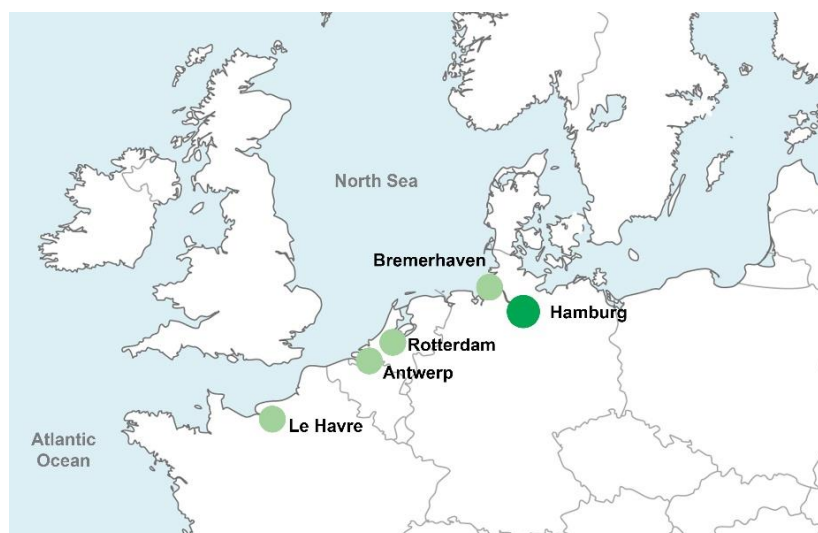 North Sea
Bremerhaven
Hamburg
Rotterdam
Antwerp
Le Havre
Atlantic
Ocean